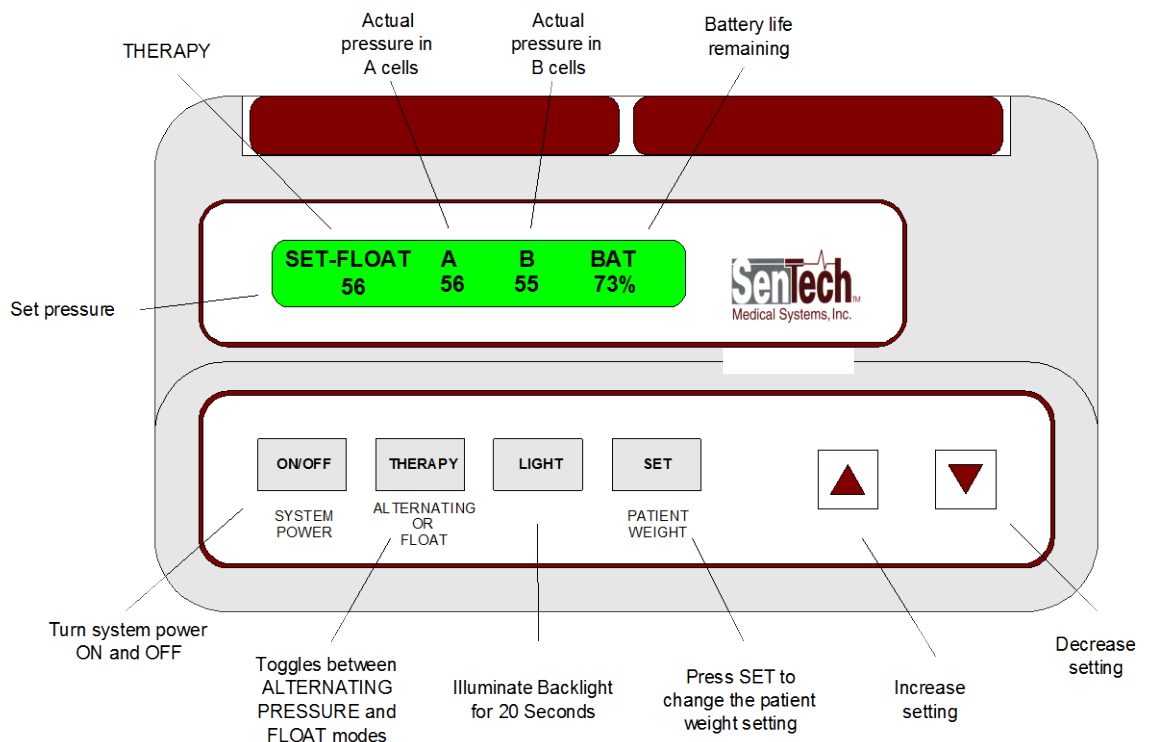 Actual
pressure in
A cells
Actual
pressure in
B cells
Battery life
remaining
THERAPY
SET-FLOAT A B BAT
56 56 55 73%
SenTech™
Medical Systems, Inc.
Set pressure
ON/OFF THERAPY LIGHT SET
SYSTEM
POWER
ALTERNATING
OR
FLOAT
PATIENT
WEIGHT
Turn system power
ON and OFF
Toggles between
ALTERNATING
PRESSURE and
FLOAT modes
Illuminate Backlight
for 20 Seconds
Press SET to
change the patient
weight setting
Increase
setting
Decrease
setting